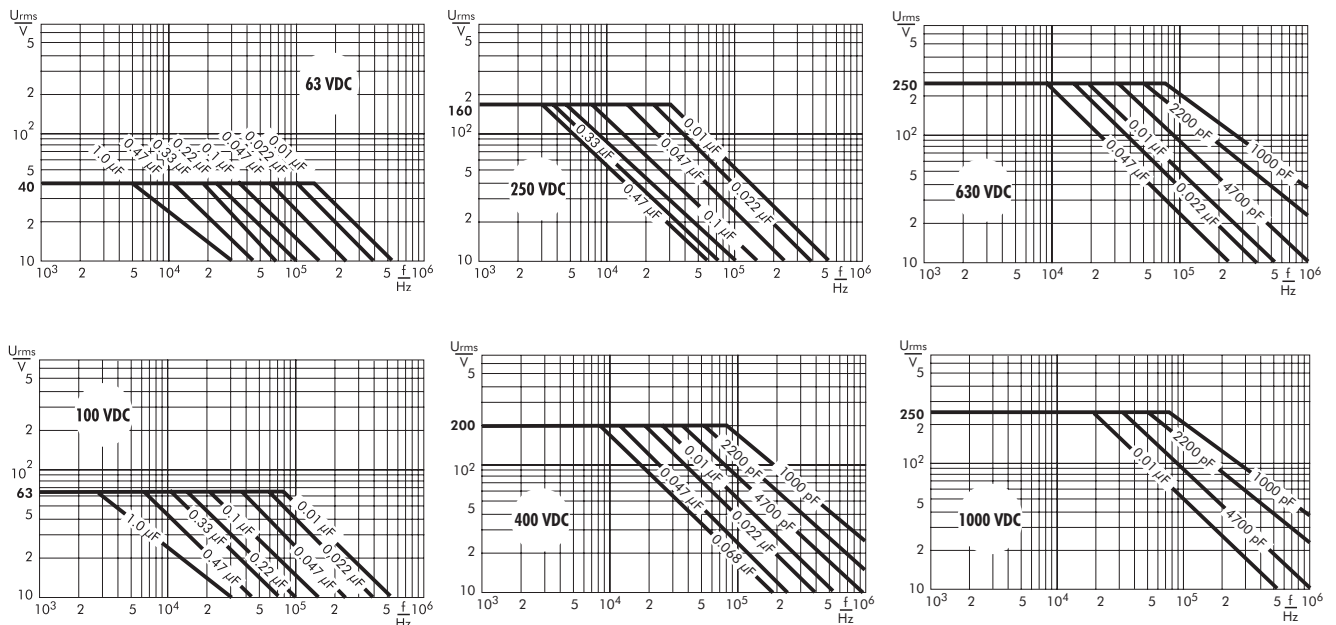 Urms
V
5
2
10²
5
40
2
10
63 VDC
1.0 µF
0.47 µF
0.33 µF
0.22 µF
0.1 µF
0.047 µF
0.022 µF
0.01 µF
10³ 2 5 10⁴ 2 5 10⁵ 2 f/Hz 10⁶
Urms
V
5
2
160
10²
5
2
10
250 VDC
0.33 µF
0.47 µF
0.01 µF
0.047 µF
0.022 µF
0.1 µF
10³ 2 5 10⁴ 2 5 10⁵ 2 f/Hz 10⁶
Urms
V
5
250
2
10²
5
2
10
630 VDC
2200 pF
1000 pF
0.01 µF
0.047 µF
4700 pF
0.022 µF
10³ 2 5 10⁴ 2 5 10⁵ 2 f/Hz 10⁶
Urms
V
5
2
10²
63
5
2
10
100 VDC
1.0 µF
0.33 µF
0.1 µF
0.01 µF
0.47 µF
0.22 µF
0.047 µF
0.022 µF
10³ 2 5 10⁴ 2 5 10⁵ 2 f/Hz 10⁶
Urms
V
5
200
10²
5
2
10
400 VDC
2200 pF
1000 pF
0.01 µF
0.047 µF
4700 pF
0.022 µF
0.068 µF
10³ 2 5 10⁴ 2 5 10⁵ 2 f/Hz 10⁶
Urms
V
5
250
2
10²
5
2
10
1000 VDC
2200 pF
0.01 µF
1000 pF
4700 pF
10³ 2 5 10⁴ 2 5 10⁵ 2 f/Hz 10⁶